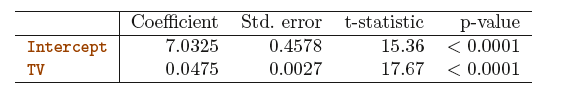 Coefficient Std. error t-statistic p-value
Intercept 7.0325 0.4578 15.36 < 0.0001
TV 0.0475 0.0027 17.67 < 0.0001